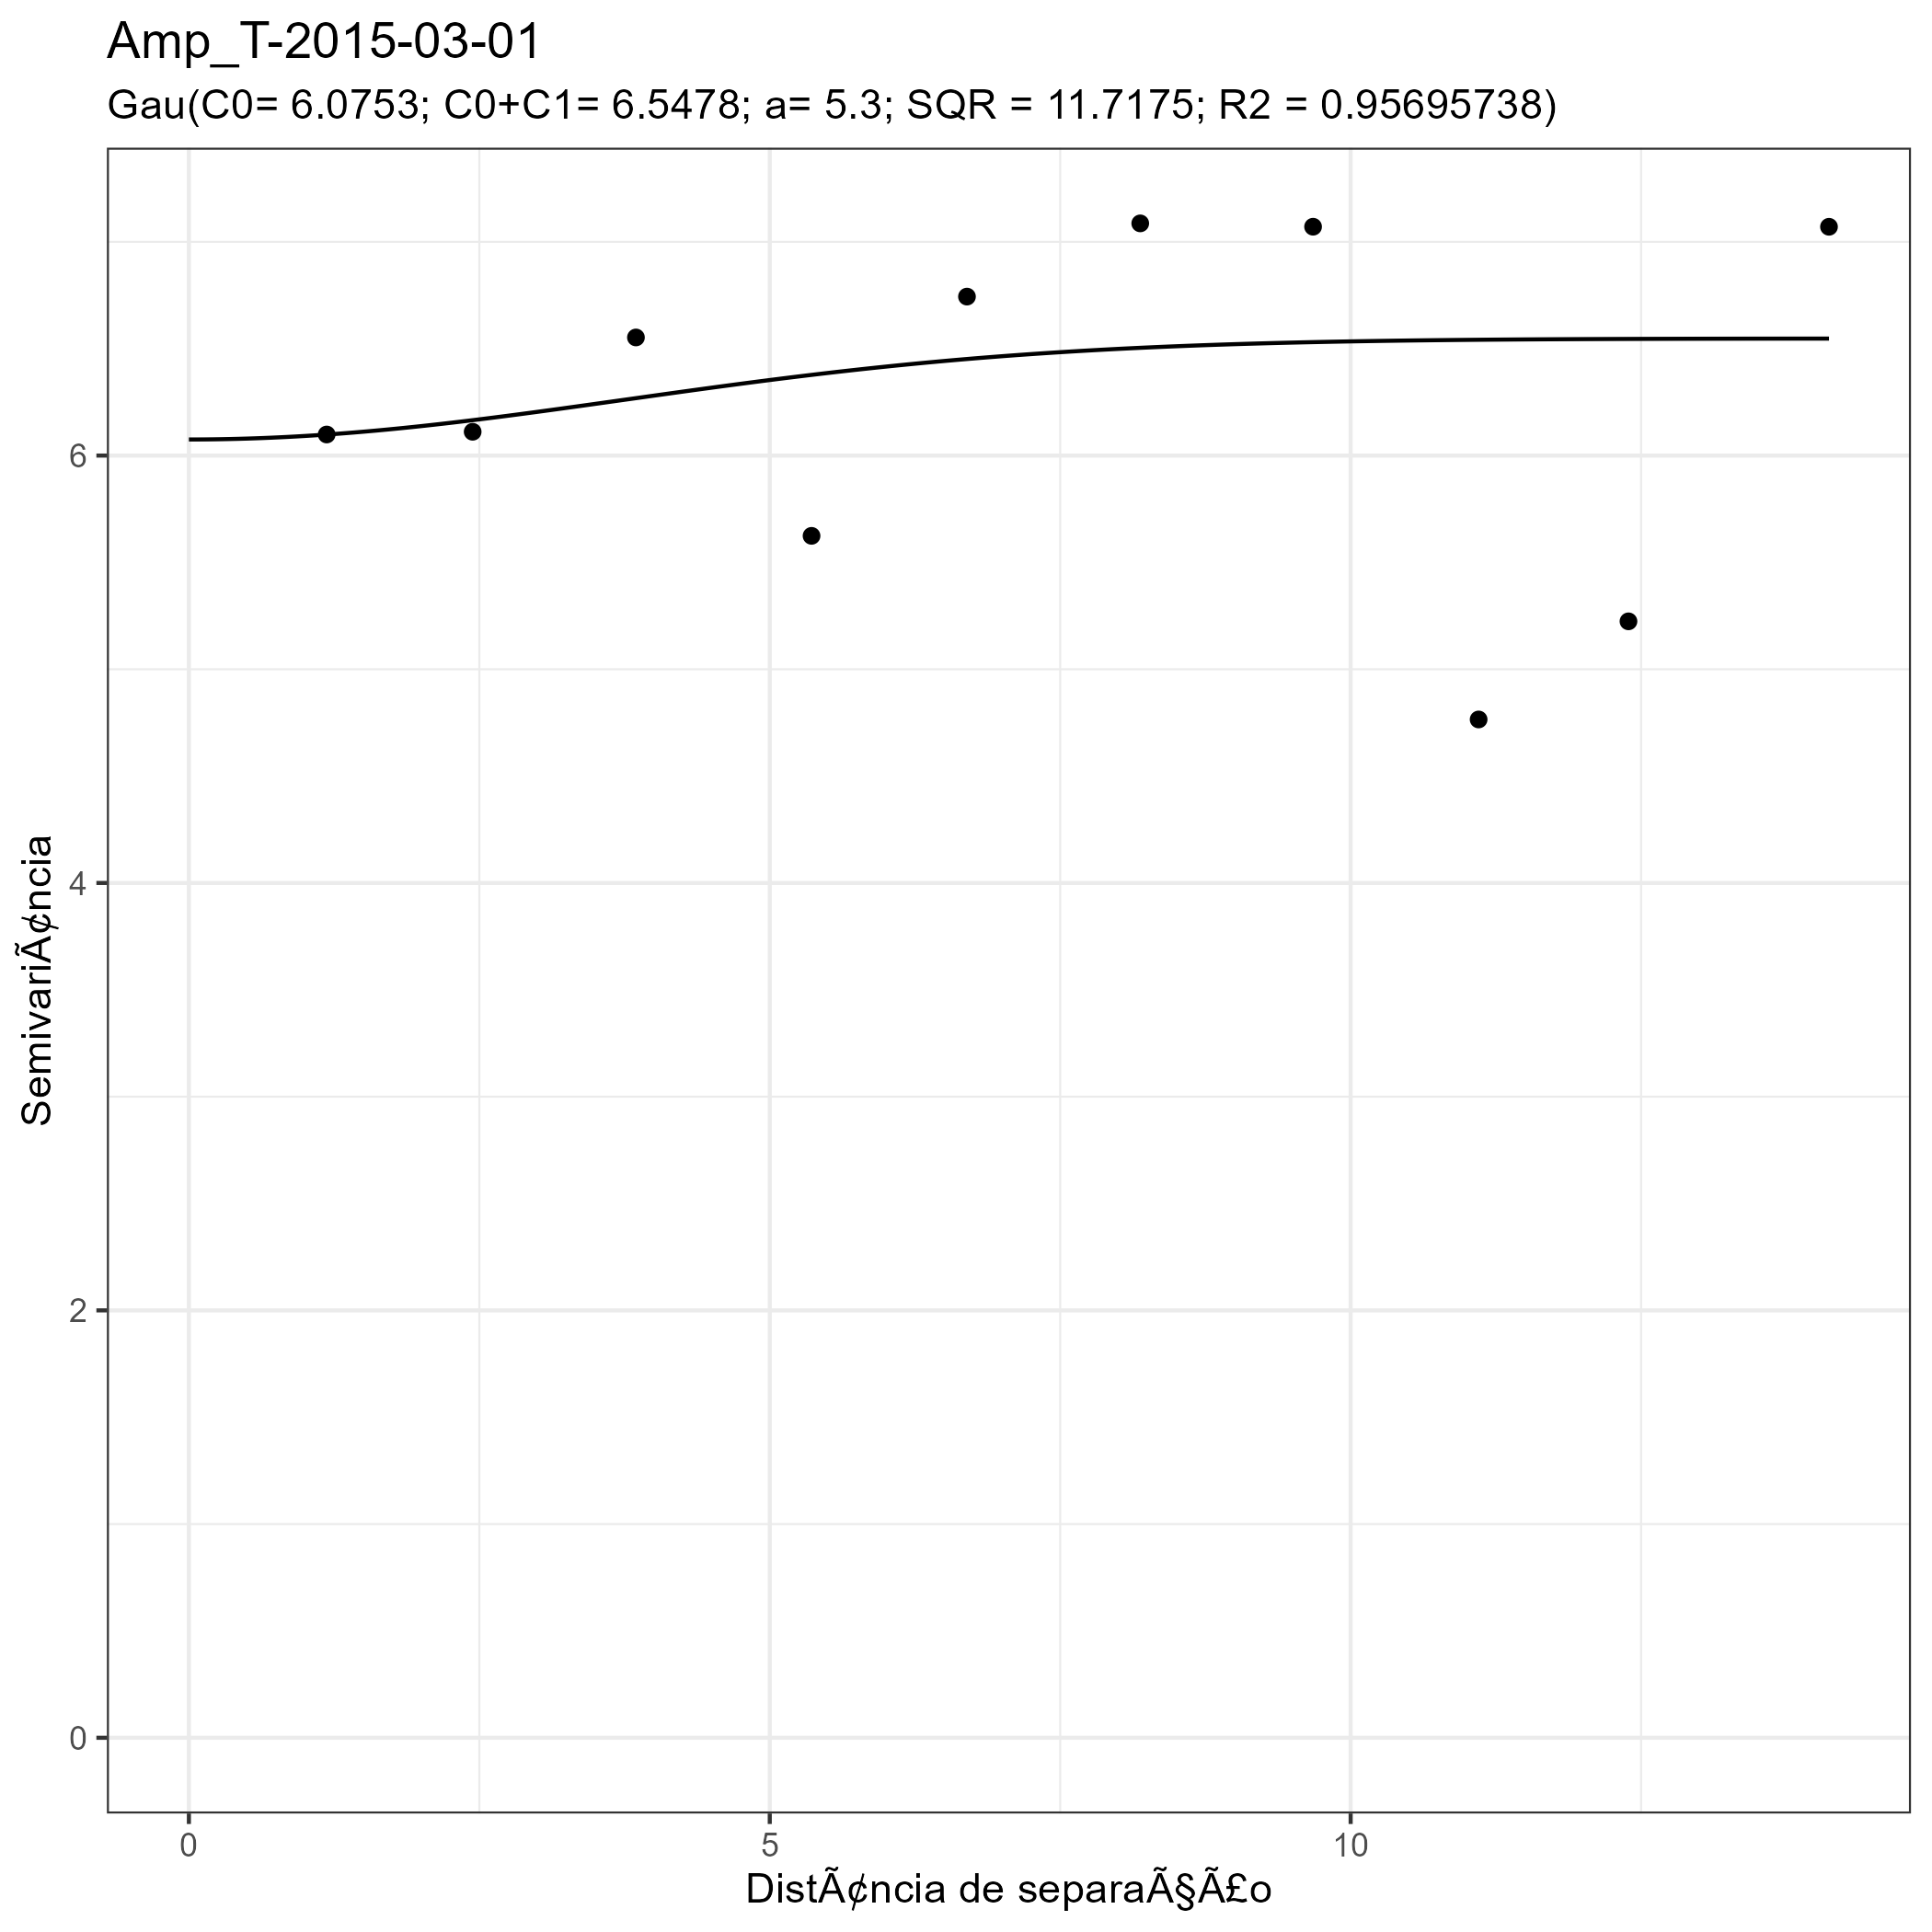 Amp_T-2015-03-01
Gau(C0= 6.0753; C0+C1= 6.5478; a= 5.3; SQR = 11.7175; R2 = 0.95695738)
SemivariÃ¢ncia
6
4
2
0
0
5
10
DistÃ¢ncia de separaÃ§Ã£o